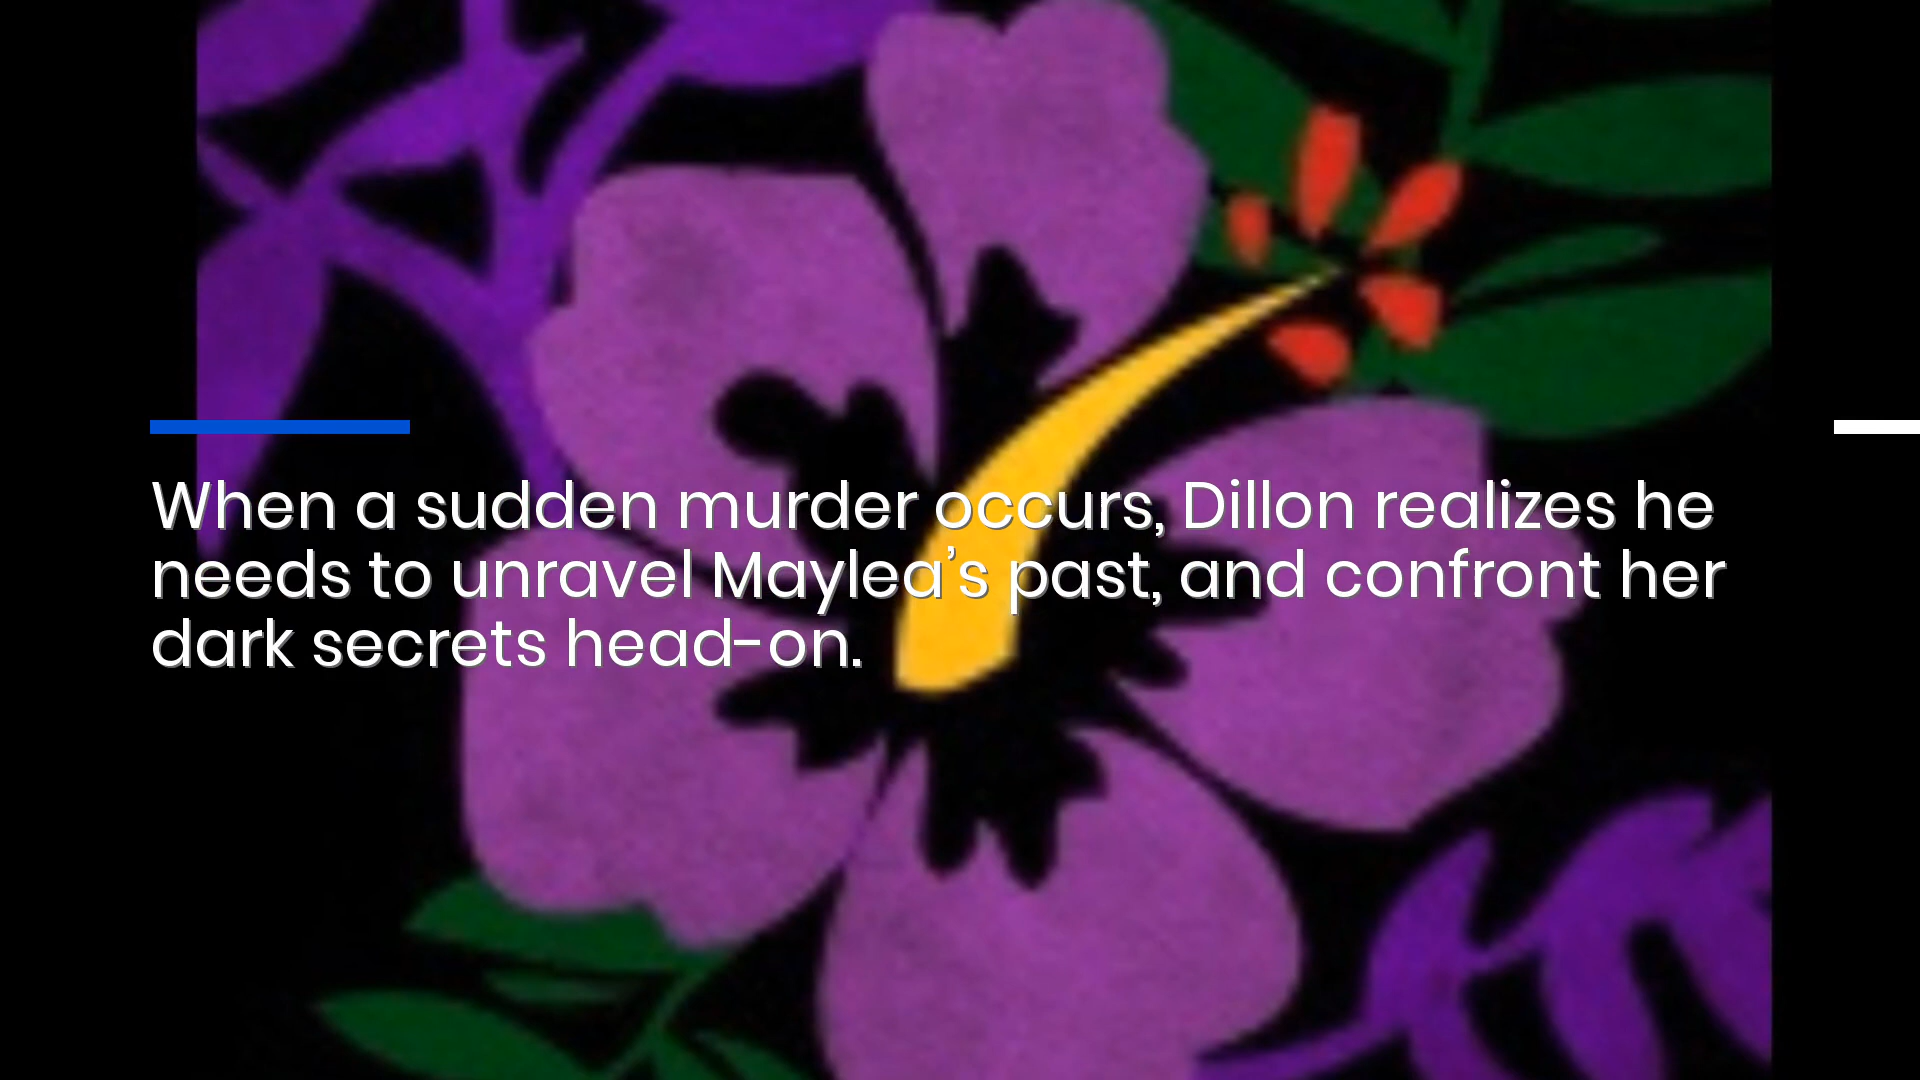 When a sudden murder occurs, Dillon realizes he
needs to unravel Maylea’s past, and confront her
dark secrets head-on.